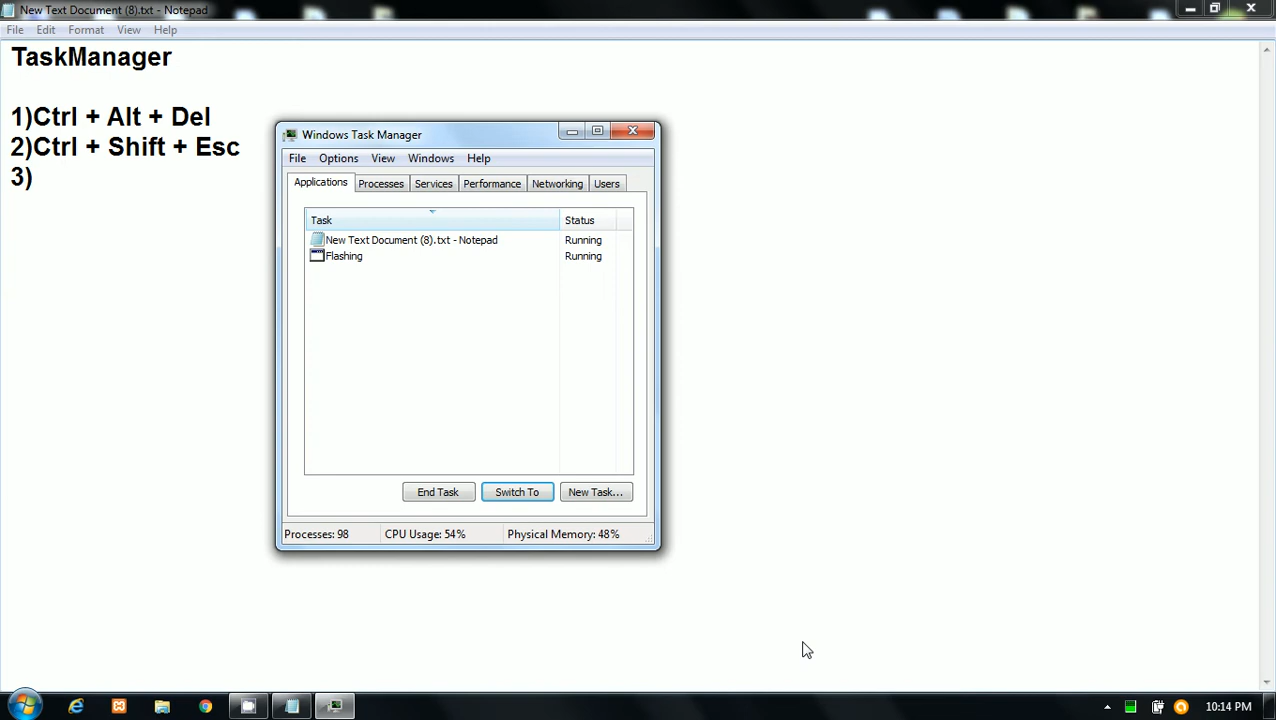 New Text Document (8).txt - Notepad
File Edit Format View Help
TaskManager
1)Ctrl + Alt + Del
2)Ctrl + Shift + Esc
3)
Windows Task Manager
File Options View Windows Help
Applications Processes Services Performance Networking Users
Task Status
New Text Document (8).txt - Notepad Running
Flashing Running
End Task Switch To New Task...
Processes: 98 CPU Usage: 54% Physical Memory: 48%
10:14 PM